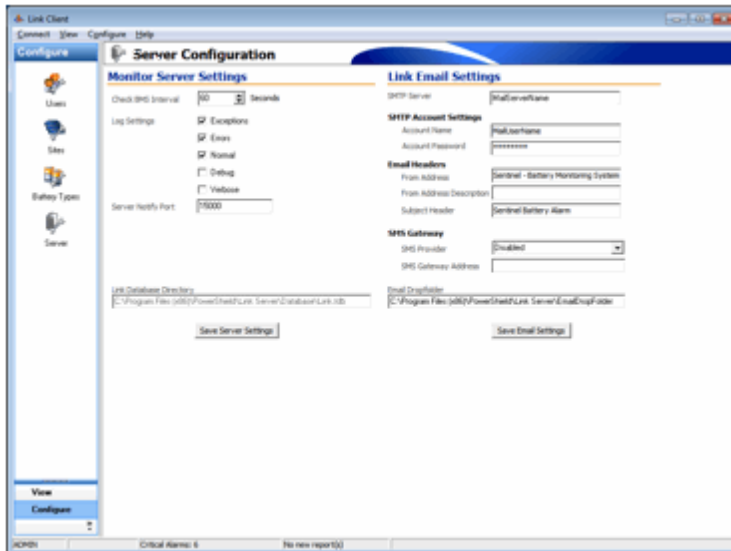 Link Client
Connect View Configure Help
Configure
Server Configuration
Users
Sites
Battery Types
Server
Monitor Server Settings
Check BMS Interval 60 Seconds
Log Settings
Exceptions
Errors
Normal
Debug
Verbose
Server Notify Port 15000
Link Database Directory
C:\Program Files (x86)\PowerShield\Link Server\Database\Link.fdb
Save Server Settings
Link Email Settings
SMTP Server MailServerName
SMTP Account Settings
Account Name MailUserName
Account Password ********
Email Headers
From Address Sentinel - Battery Monitoring System
From Address Description
Subject Header Sentinel Battery Alarm
SMS Gateway
SMS Provider Disabled
SMS Gateway Address
Email Dropfolder
C:\Program Files (x86)\PowerShield\Link Server\EmailDropFolder
Save Email Settings
View
Configure
ADMIN Critical Alarms: 6 No new report(s)